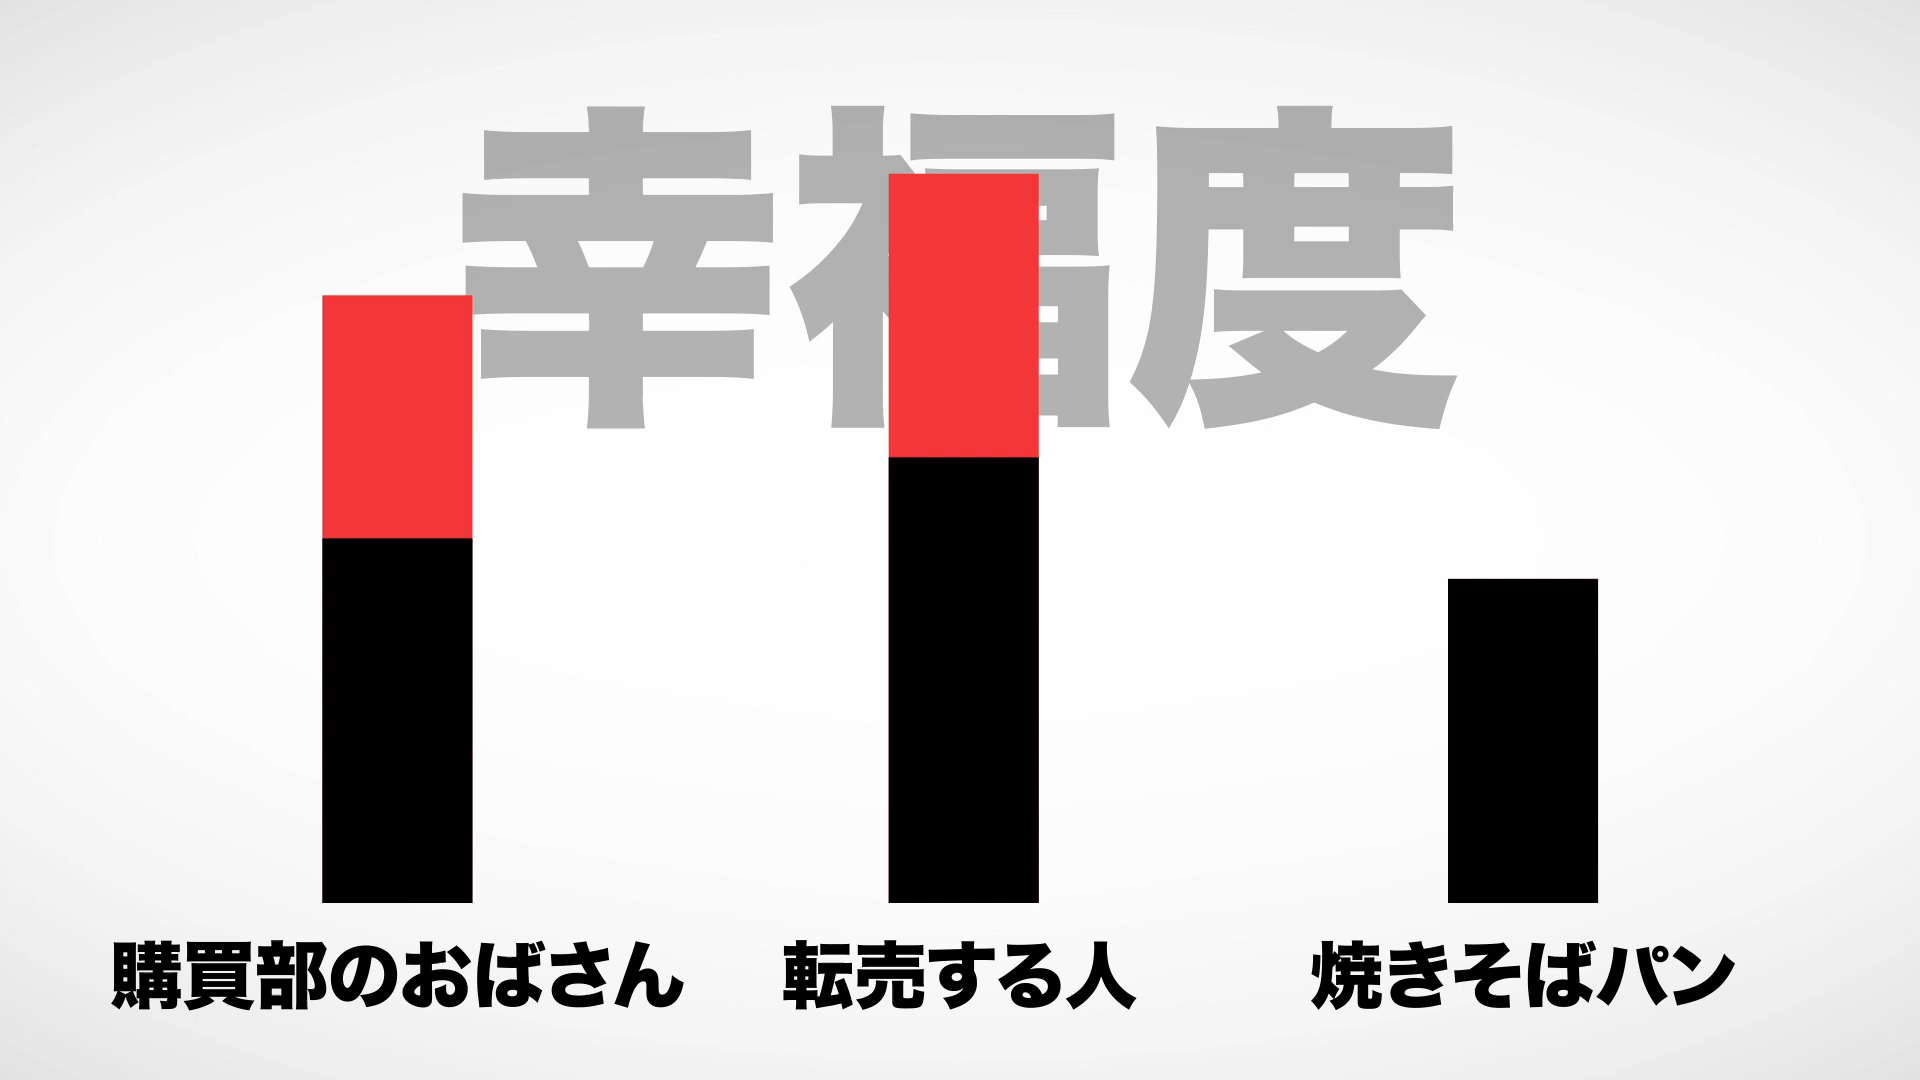 幸福度
購買部のおばさん
転売する人
焼きそばパン